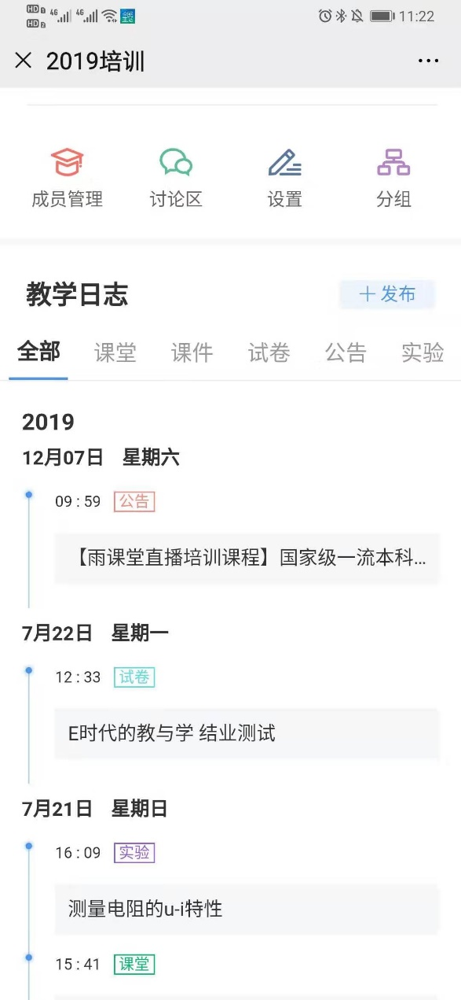 HD 1 4G 4G 11:22
HD 2
2019培训
成员管理 讨论区 设置 分组
教学日志 +发布
全部 课堂 课件 试卷 公告 实验
2019
12月07日 星期六
09:59 公告
【雨课堂直播培训课程】国家级一流本科...
7月22日 星期一
12:33 试卷
E时代的教与学 结业测试
7月21日 星期日
16:09 实验
测量电阻的u-i特性
15:41 课堂